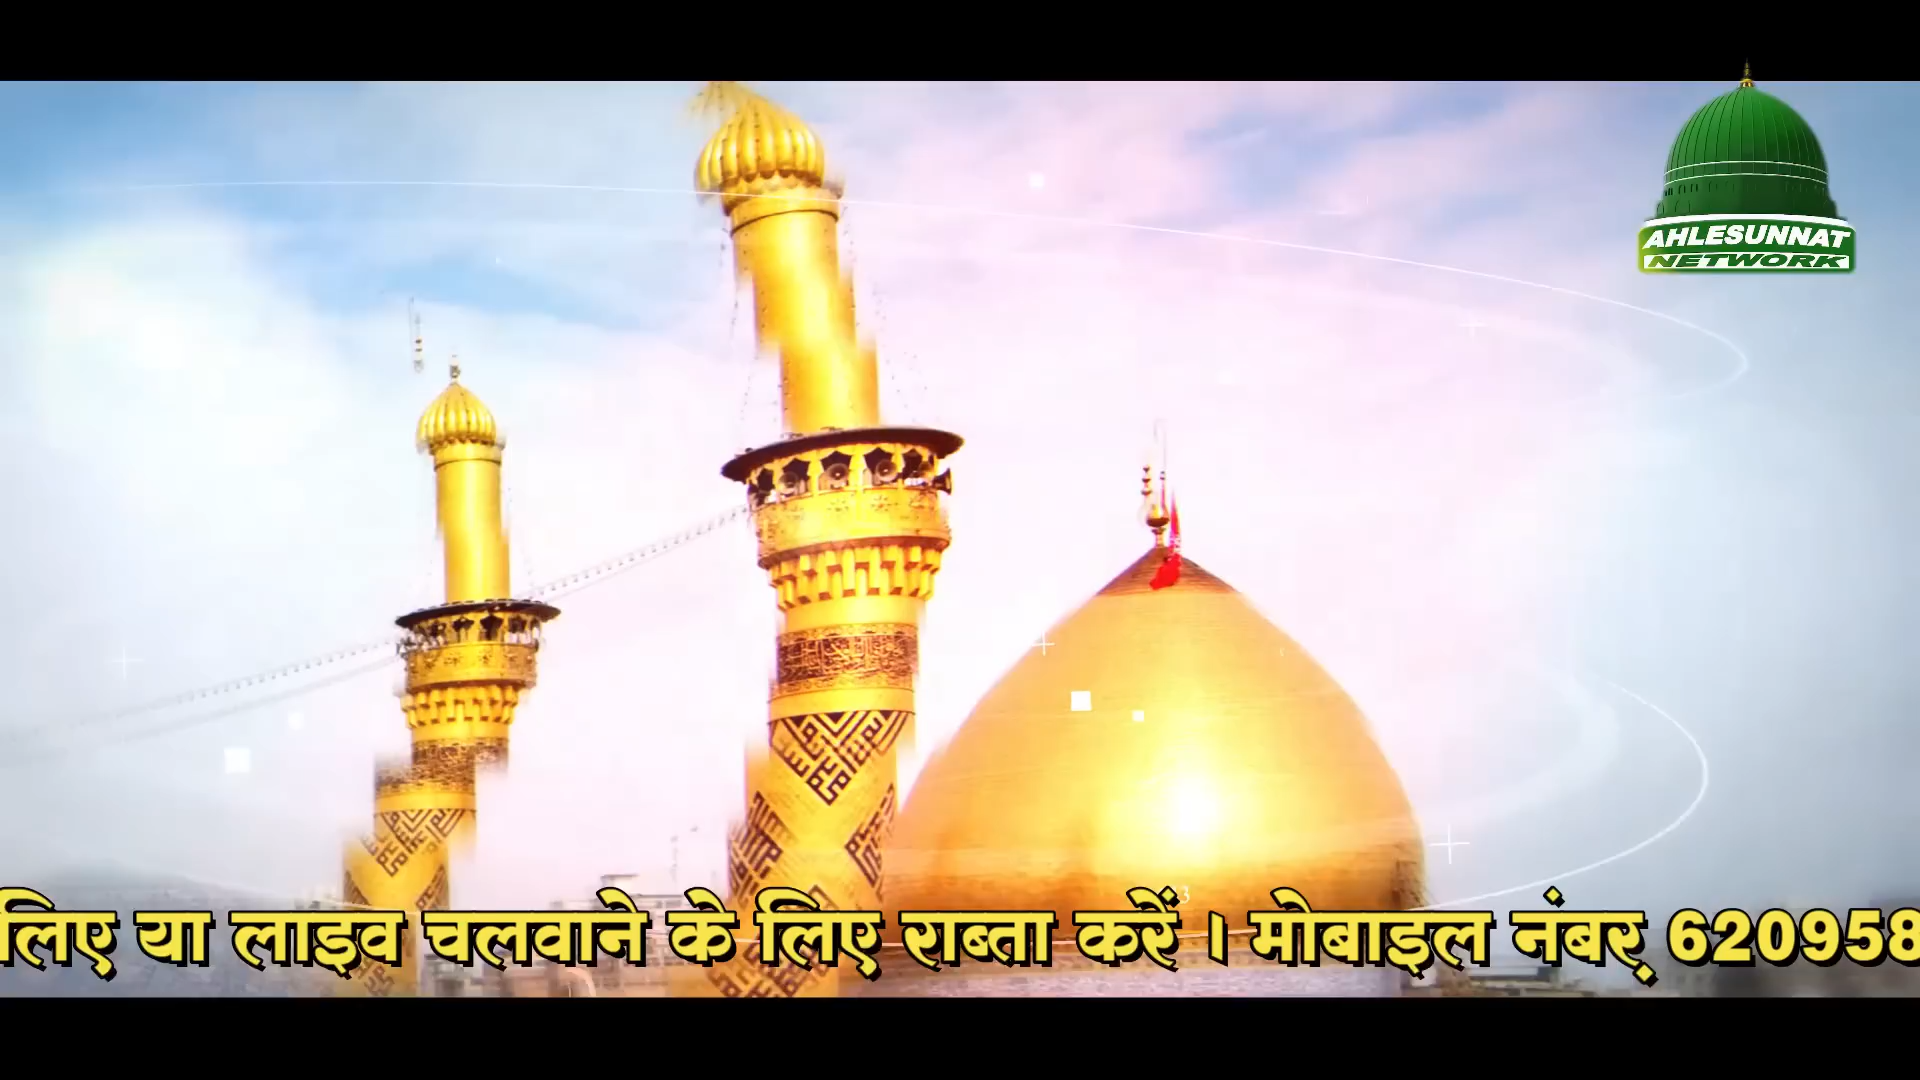 AHLESUNNAT
NETWORK
लिए या लाइव चलवाने के लिए राब्ता करें । मोबाइल नंबर् 620958